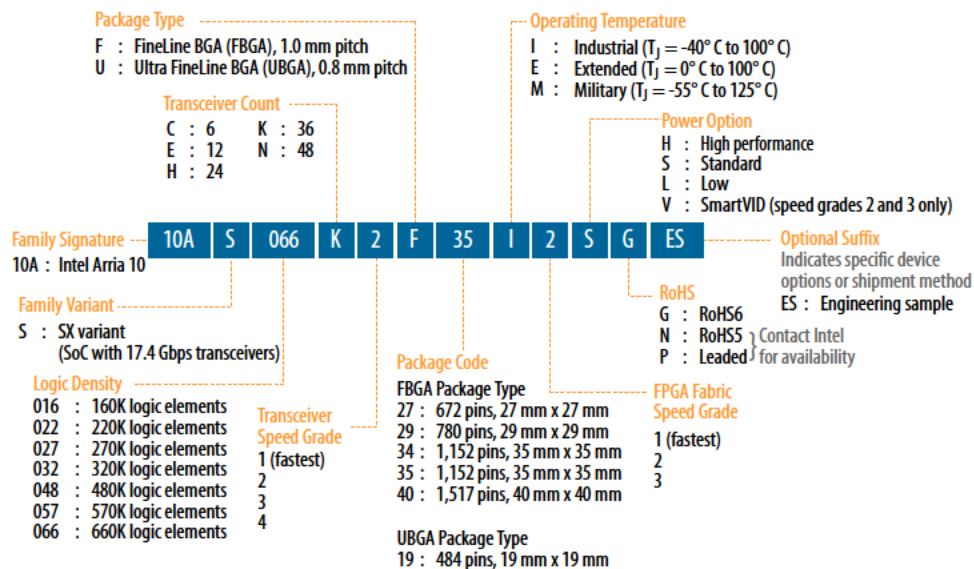 Package Type
F : FineLine BGA (FBGA), 1.0 mm pitch
U : Ultra FineLine BGA (UBGA), 0.8 mm pitch
Operating Temperature
I : Industrial (TJ = -40° C to 100° C)
E : Extended (TJ = 0° C to 100° C)
M : Military (TJ = -55° C to 125° C)
Transceiver Count
C : 6 K : 36
E : 12 N : 48
H : 24
Power Option
H : High performance
S : Standard
L : Low
V : SmartVID (speed grades 2 and 3 only)
Family Signature
10A : Intel Arria 10
10A S 066 K 2 F 35 I 2 S G ES
Optional Suffix
Indicates specific device
options or shipment method
ES : Engineering sample
Family Variant
S : SX variant
(SoC with 17.4 Gbps transceivers)
RoHS
G : RoHS6
N : RoHS5
P : Leaded
Contact Intel
for availability
Logic Density
016 : 160K logic elements
022 : 220K logic elements
027 : 270K logic elements
032 : 320K logic elements
048 : 480K logic elements
057 : 570K logic elements
066 : 660K logic elements
Transceiver
Speed Grade
1 (fastest)
2
3
4
Package Code
FBGA Package Type
27 : 672 pins, 27 mm x 27 mm
29 : 780 pins, 29 mm x 29 mm
34 : 1,152 pins, 35 mm x 35 mm
35 : 1,152 pins, 35 mm x 35 mm
40 : 1,517 pins, 40 mm x 40 mm
UBGA Package Type
19 : 484 pins, 19 mm x 19 mm
FPGA Fabric
Speed Grade
1 (fastest)
2
3